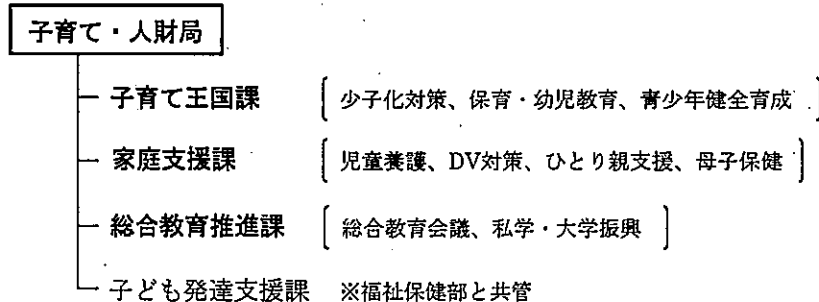 子育て・人財局
子育て王国課 [少子化対策、保育・幼児教育、青少年健全育成]
家庭支援課 [児童養護、DV対策、ひとり親支援、母子保健]
総合教育推進課 [総合教育会議、私学・大学振興]
子ども発達支援課 ※福祉保健部と共管